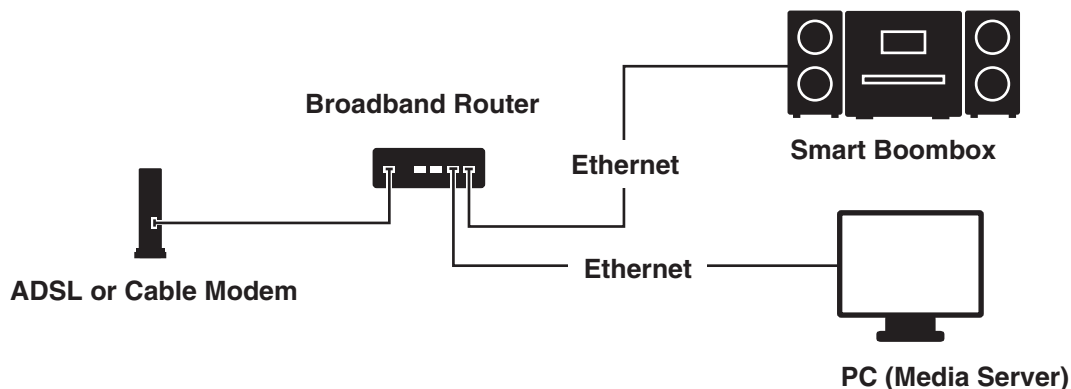 Broadband Router
Smart Boombox
Ethernet
Ethernet
ADSL or Cable Modem
PC (Media Server)